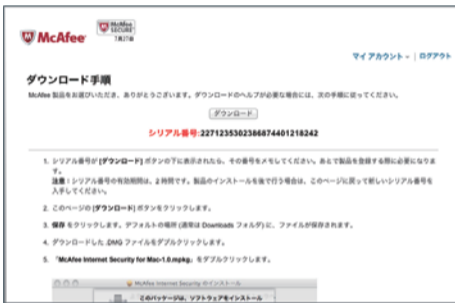 McAfee
McAfee
SECURE
7月27日
マイ アカウント | ログアウト
ダウンロード手順
McAfee 製品をお選びいただき、ありがとうございます。ダウンロードのヘルプが必要な場合には、次の手順に従ってください。
ダウンロード
シリアル番号:22712353023868744012182​42
1. シリアル番号が [ダウンロード] ボタンの下に表示されたら、その番号をメモしてください。あとで製品を登録する際に必要になりま
す。
注意:シリアル番号の有効期間は、2 時間です。製品のインストールを後で行う場合は、このページに戻って新しいシリアル番号を
入手してください。
2. このページの [ダウンロード] ボタンをクリックします。
3. 保存 をクリックします。デフォルトの場所 (通常は Downloads フォルダ) に、ファイルが保存されます。
4. ダウンロードした .DMG ファイルをダブルクリックします。
5. 「McAfee Internet Security for Mac-1.0.mpkg」をダブルクリックします。
McAfee Internet Security のインストール
このパッケージは、ソフトウェアをインストール